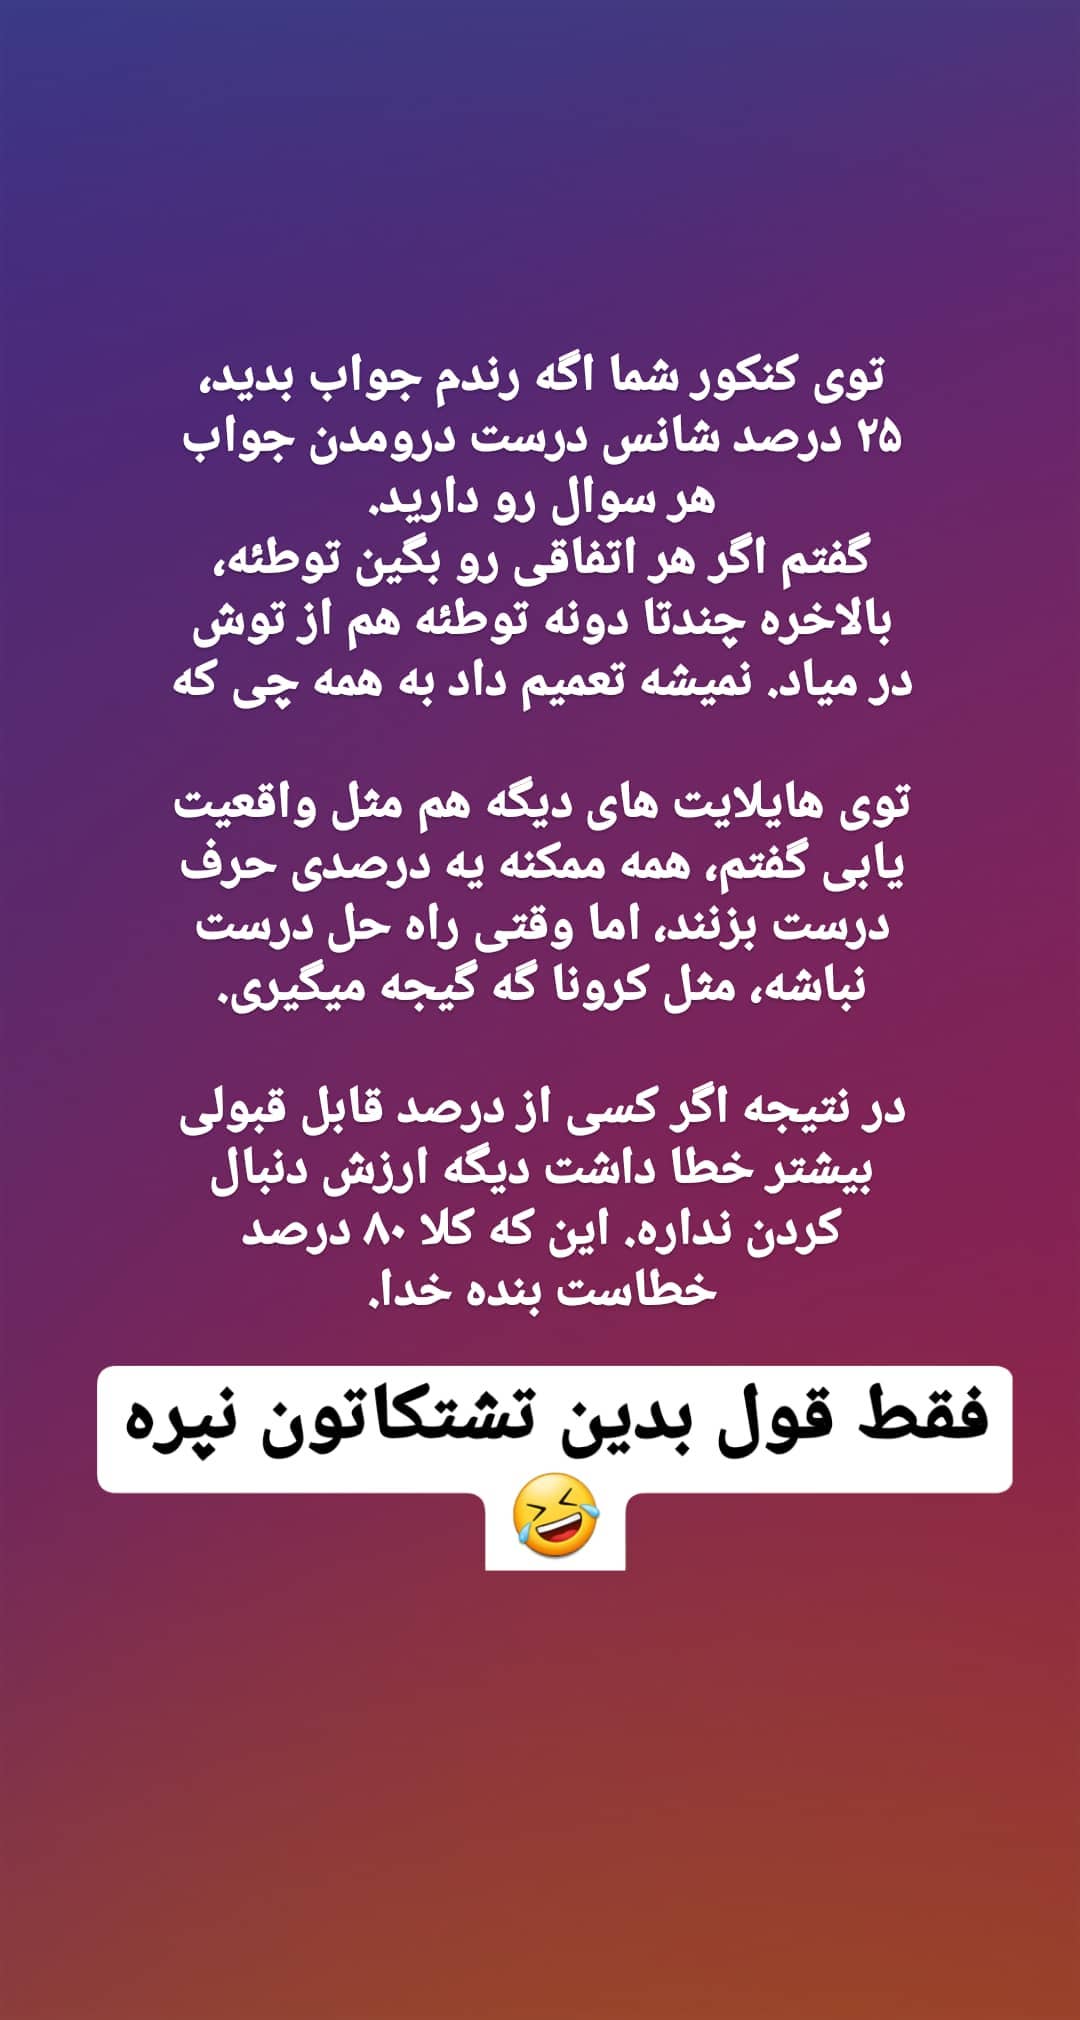 توی کنکور شما اگه رندم جواب بدید،
۲۵ درصد شانس درست درومدن جواب
هر سوال رو دارید.
گفتم اگر هر اتفاقی رو بگین توطئه،
بالاخره چندتا دونه توطئه هم از توش
در میاد. نمیشه تعمیم داد به همه چی که
توی هایلایت های دیگه هم مثل واقعیت
یابی گفتم، همه ممکنه یه درصدی حرف
درست بزنند، اما وقتی راه حل درست
نباشه، مثل کرونا گه گیجه میگیری.
در نتیجه اگر کسی از درصد قابل قبولی
بیشتر خطا داشت دیگه ارزش دنبال
کردن نداره. این که کلا ۸۰ درصد
خطاست بنده خدا.
فقط قول بدین تشتکاتون نپره
🤣